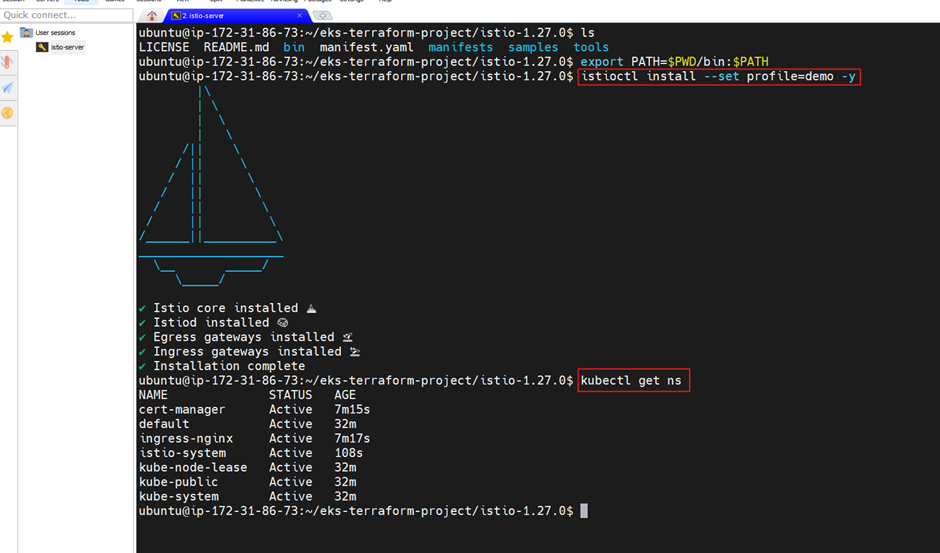 Quick connect...
User sessions
istio-server
2. istio-server
ubuntu@ip-172-31-86-73:~/eks-terraform-project/istio-1.27.0$ ls
LICENSE README.md bin manifest.yaml manifests samples tools
ubuntu@ip-172-31-86-73:~/eks-terraform-project/istio-1.27.0$ export PATH=$PWD/bin:$PATH
ubuntu@ip-172-31-86-73:~/eks-terraform-project/istio-1.27.0$ istioctl install --set profile=demo -y
✔ Istio core installed
✔ Istiod installed
✔ Egress gateways installed
✔ Ingress gateways installed
✔ Installation complete
ubuntu@ip-172-31-86-73:~/eks-terraform-project/istio-1.27.0$ kubectl get ns
NAME STATUS AGE
cert-manager Active 7m15s
default Active 32m
ingress-nginx Active 7m17s
istio-system Active 108s
kube-node-lease Active 32m
kube-public Active 32m
kube-system Active 32m
ubuntu@ip-172-31-86-73:~/eks-terraform-project/istio-1.27.0$